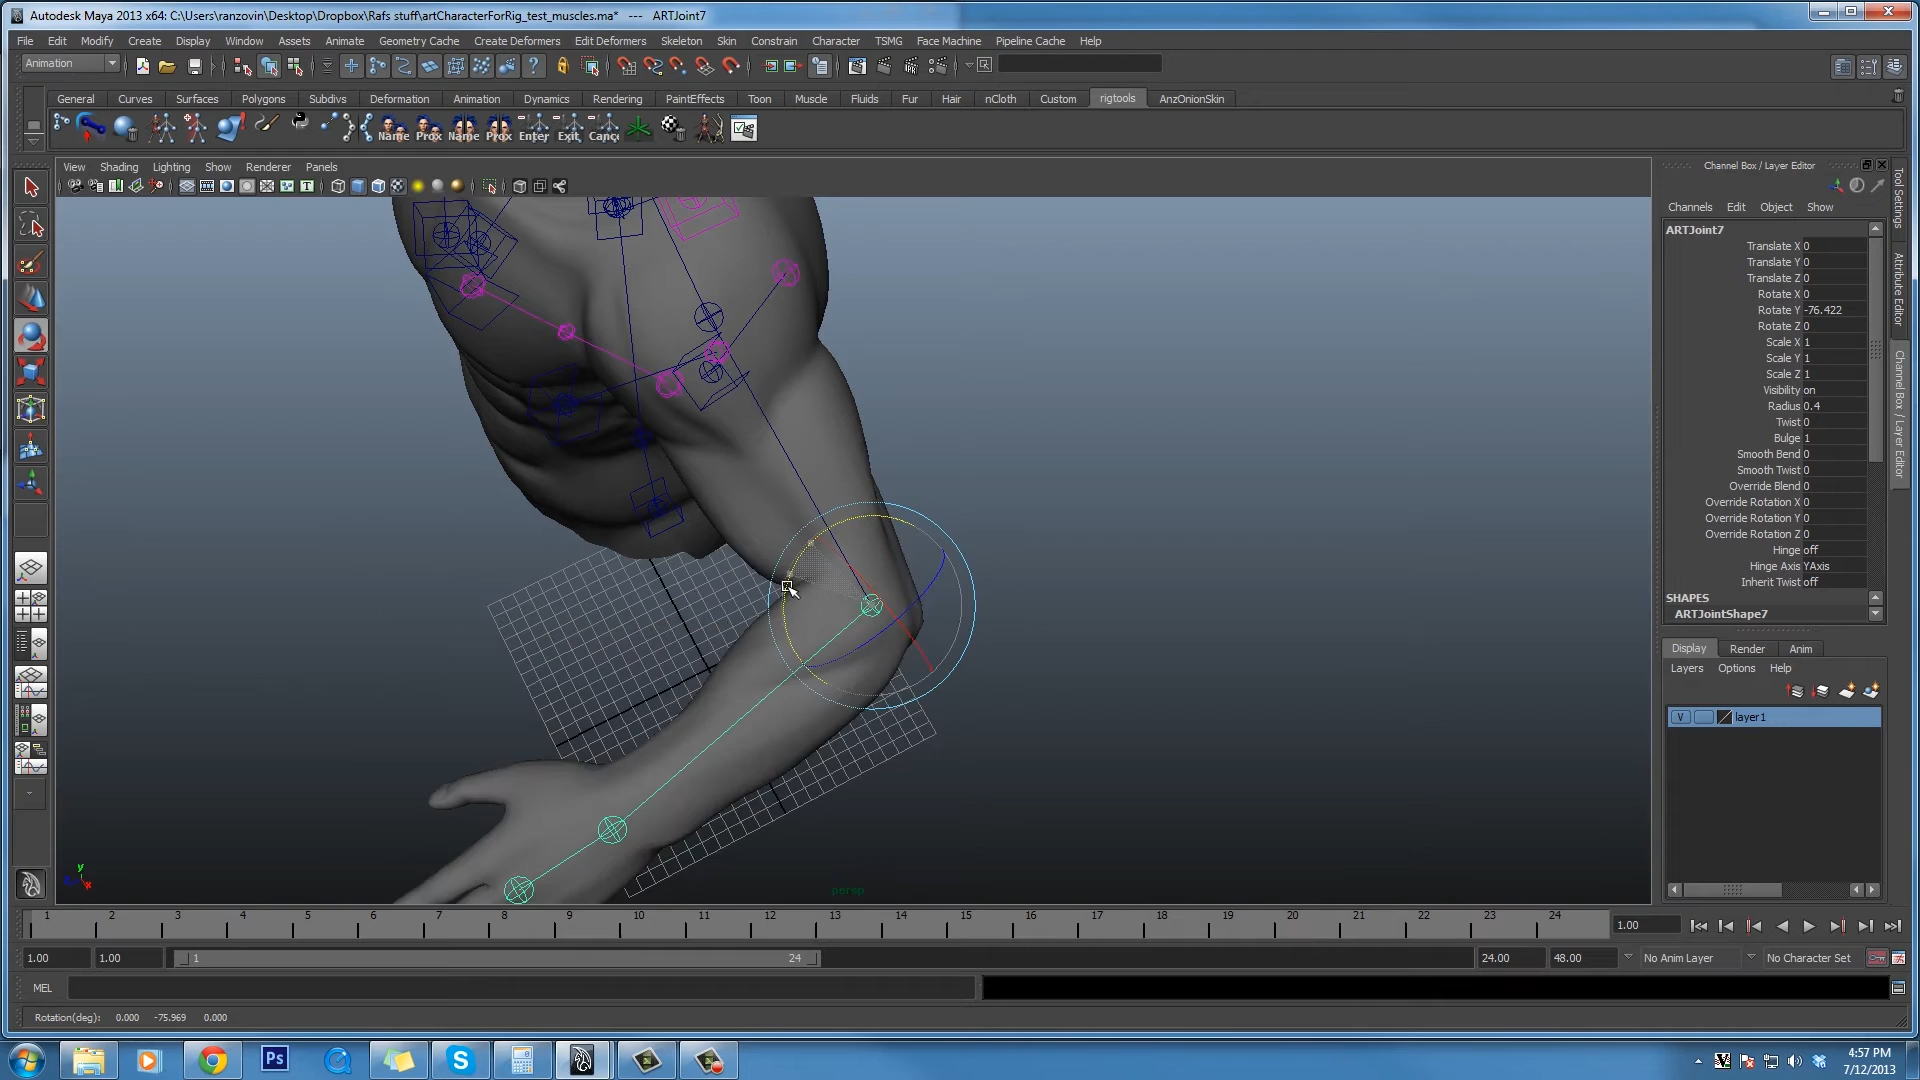 Autodesk Maya 2013 x64: C:\Users\ranzovin\Desktop\Dropbox\Rafs stuff\artCharacterForRig_test_muscles.ma* --- ARTJoint7
File Edit Modify Create Display Window Assets Animate Geometry Cache Create Deformers Edit Deformers Skeleton Skin Constrain Character TSMG Face Machine Pipeline Cache Help
Animation
General Curves Surfaces Polygons Subdivs Deformation Animation Dynamics Rendering PaintEffects Toon Muscle Fluids Fur Hair nCloth Custom rigtools AnzOnionSkin
Name Prox Name Prox Enter Exit Canc
View Shading Lighting Show Renderer Panels
Channel Box / Layer Editor
Channels Edit Object Show
ARTJoint7
Translate X 0
Translate Y 0
Translate Z 0
Rotate X 0
Rotate Y -76.422
Rotate Z 0
Scale X 1
Scale Y 1
Scale Z 1
Visibility on
Radius 0.4
Twist 0
Bulge 1
Smooth Bend 0
Smooth Twist 0
Override Blend 0
Override Rotation X 0
Override Rotation Y 0
Override Rotation Z 0
Hinge off
Hinge Axis YAxis
Inherit Twist off
SHAPES
ARTJointShape7
Tool Settings
Attribute Editor
Channel Box / Layer Editor
Display Render Anim
Layers Options Help
V layer1
y
x
persp
1 2 3 4 5 6 7 8 9 10 11 12 13 14 15 16 17 18 19 20 21 22 23 24 1.00
1.00 1.00 1 24 24.00 48.00 No Anim Layer No Character Set
MEL
Rotation(deg): 0.000 -75.969 0.000
Ps
4:57 PM
7/12/2013